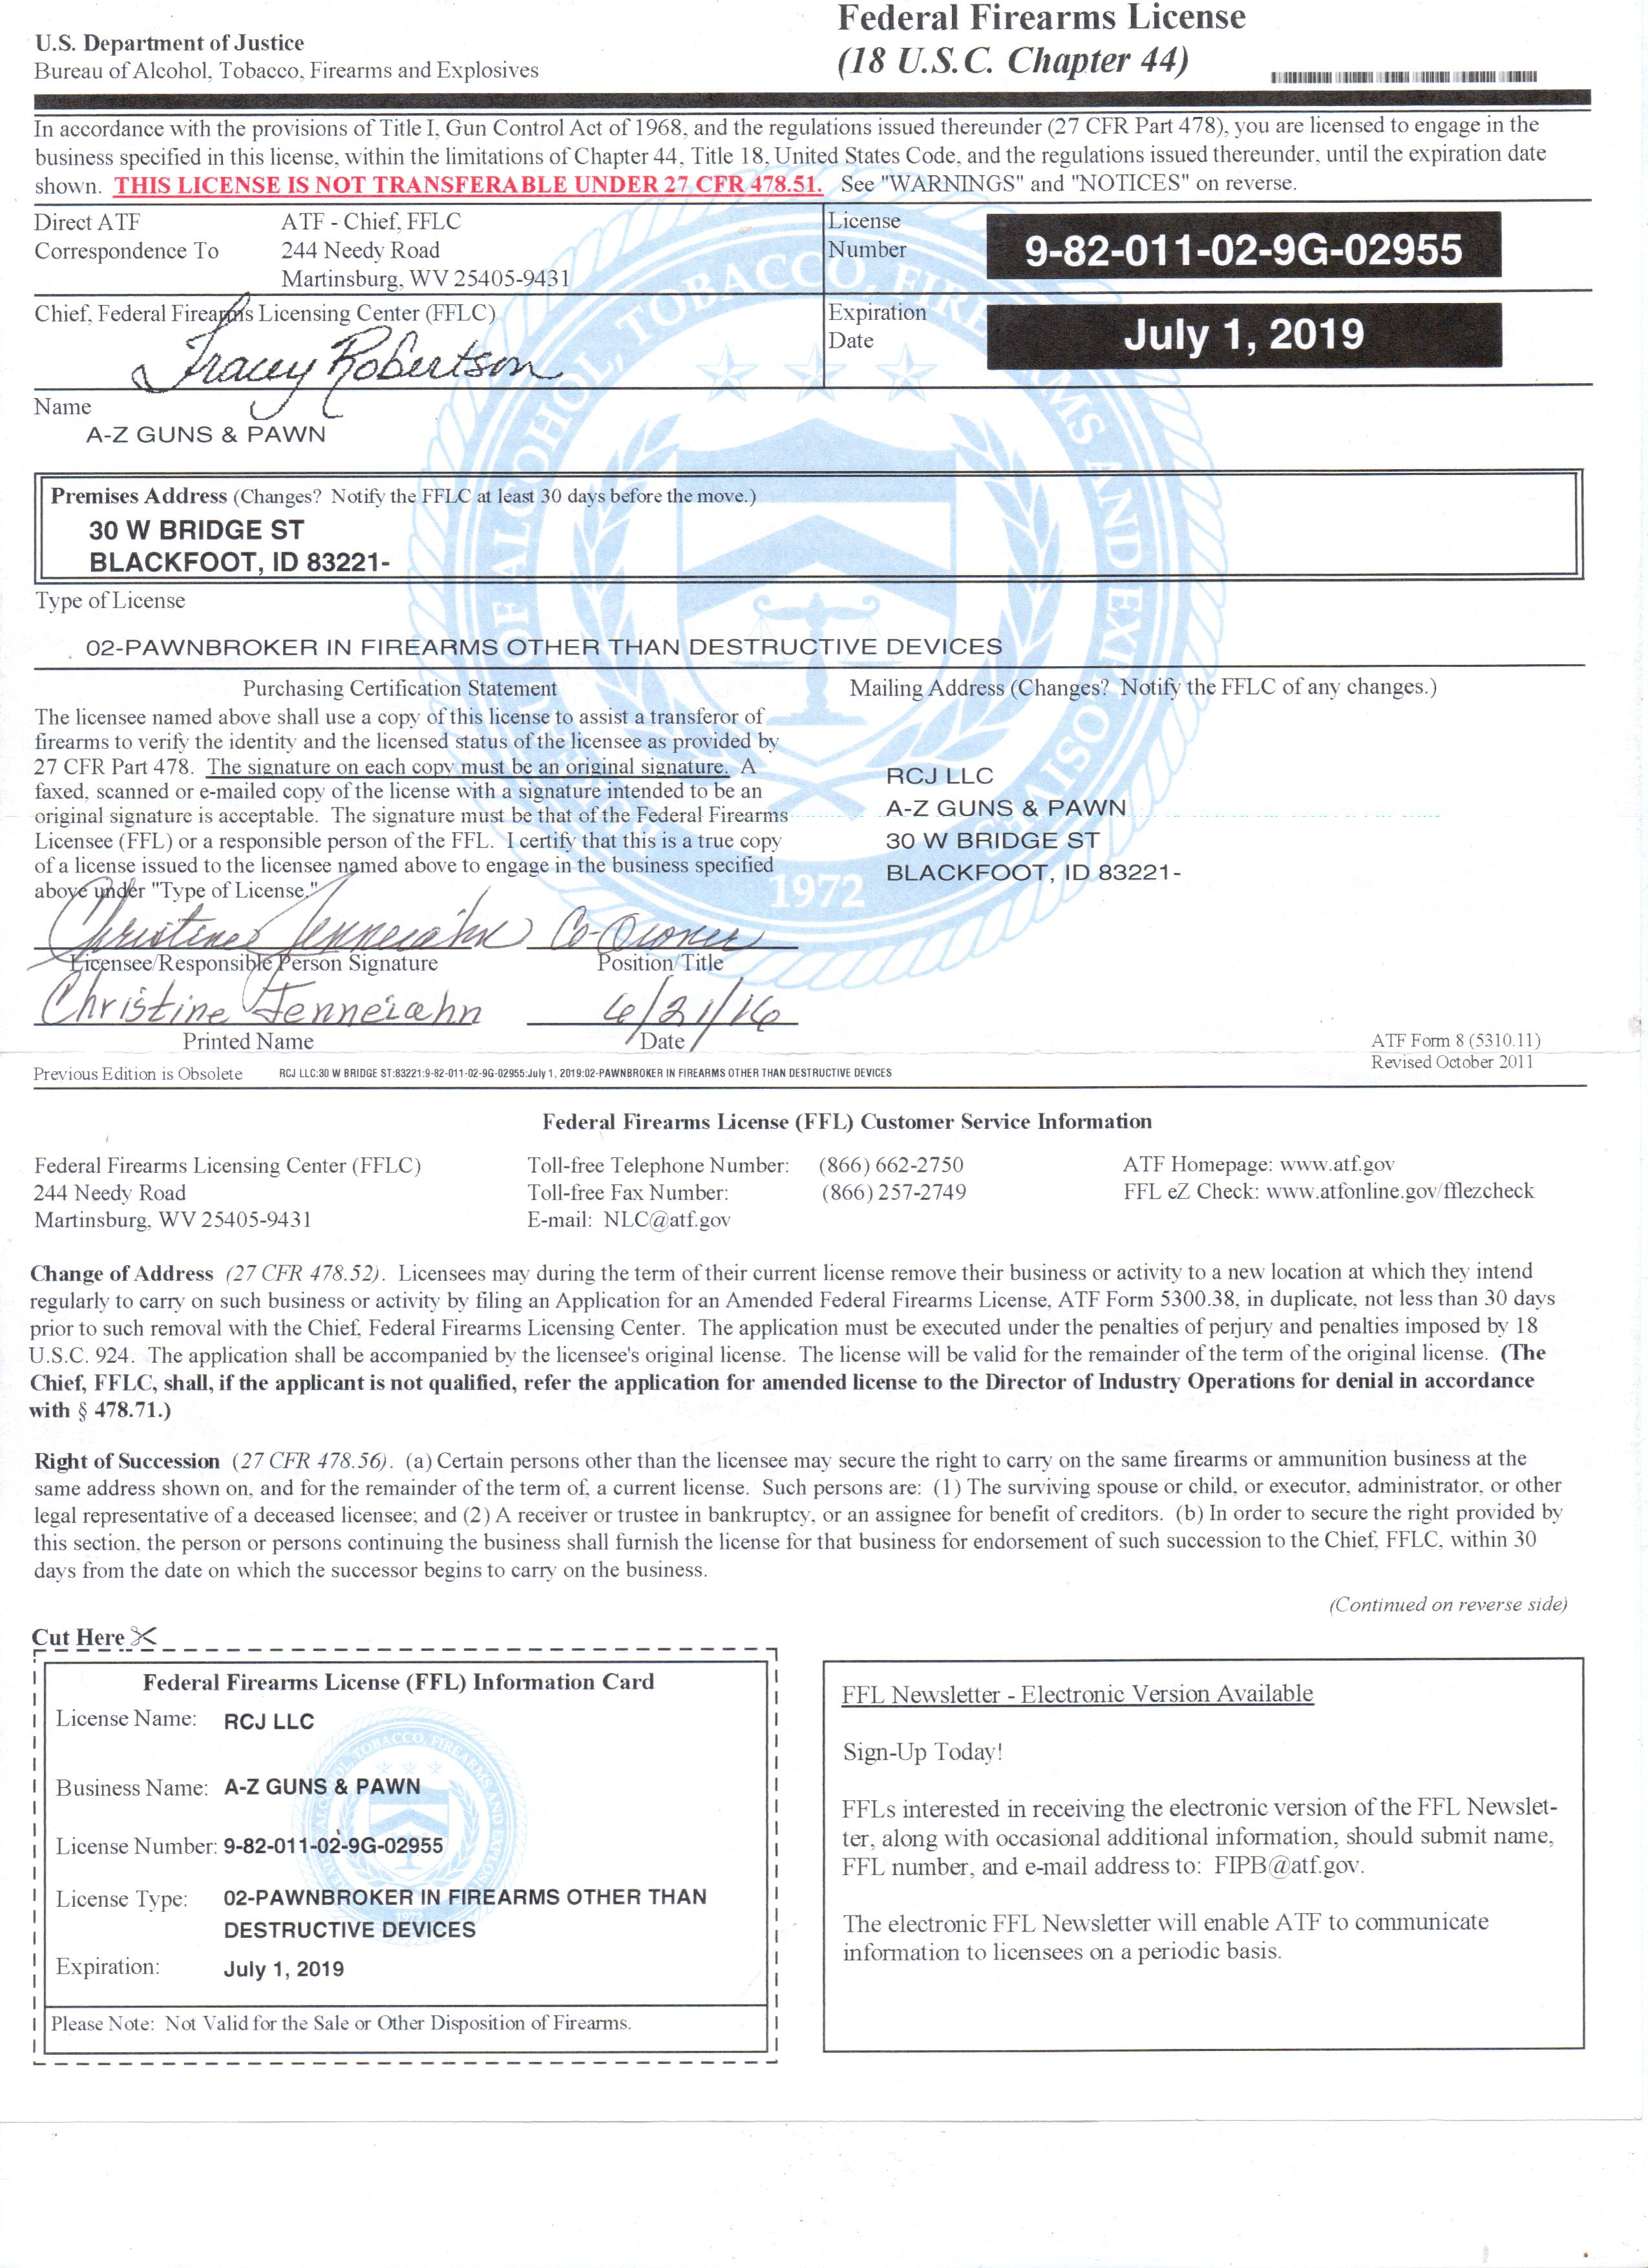 U.S. Department of Justice
Bureau of Alcohol, Tobacco, Firearms and Explosives
Federal Firearms License
(18 U.S.C. Chapter 44)
In accordance with the provisions of Title I, Gun Control Act of 1968, and the regulations issued thereunder (27 CFR Part 478), you are licensed to engage in the
business specified in this license, within the limitations of Chapter 44, Title 18, United States Code, and the regulations issued thereunder, until the expiration date
shown. THIS LICENSE IS NOT TRANSFERABLE UNDER 27 CFR 478.51. See "WARNINGS" and "NOTICES" on reverse.
Direct ATF
Correspondence To
ATF - Chief, FFLC
244 Needy Road
Martinsburg, WV 25405-9431
License
Number
9-82-011-02-9G-02955
Chief, Federal Firearms Licensing Center (FFLC)
Tracey Robertson
Expiration
Date
July 1, 2019
Name
A-Z GUNS & PAWN
Premises Address (Changes? Notify the FFLC at least 30 days before the move.)
30 W BRIDGE ST
BLACKFOOT, ID 83221-
Type of License
02-PAWNBROKER IN FIREARMS OTHER THAN DESTRUCTIVE DEVICES
Purchasing Certification Statement
The licensee named above shall use a copy of this license to assist a transferor of
firearms to verify the identity and the licensed status of the licensee as provided by
27 CFR Part 478. The signature on each copy must be an original signature. A
faxed, scanned or e-mailed copy of the license with a signature intended to be an
original signature is acceptable. The signature must be that of the Federal Firearms
Licensee (FFL) or a responsible person of the FFL. I certify that this is a true copy
of a license issued to the licensee named above to engage in the business specified
above under "Type of License."
Mailing Address (Changes? Notify the FFLC of any changes.)
RCJ LLC
A-Z GUNS & PAWN
30 W BRIDGE ST
BLACKFOOT, ID 83221-
1972
Christine Jenneiahn Co-Owner
Licensee/Responsible Person Signature Position/Title
Christine Jenneiahn 6/21/16
Printed Name Date
ATF Form 8 (5310.11)
Revised October 2011
Previous Edition is Obsolete RCJ LLC:30 W BRIDGE ST:83221:9-82-011-02-9G-02955:July 1, 2019:02-PAWNBROKER IN FIREARMS OTHER THAN DESTRUCTIVE DEVICES
Federal Firearms License (FFL) Customer Service Information
Federal Firearms Licensing Center (FFLC)
244 Needy Road
Martinsburg, WV 25405-9431
Toll-free Telephone Number: (866) 662-2750
Toll-free Fax Number: (866) 257-2749
E-mail: NLC@atf.gov
ATF Homepage: www.atf.gov
FFL eZ Check: www.atfonline.gov/fflezcheck
Change of Address (27 CFR 478.52). Licensees may during the term of their current license remove their business or activity to a new location at which they intend
regularly to carry on such business or activity by filing an Application for an Amended Federal Firearms License, ATF Form 5300.38, in duplicate, not less than 30 days
prior to such removal with the Chief, Federal Firearms Licensing Center. The application must be executed under the penalties of perjury and penalties imposed by 18
U.S.C. 924. The application shall be accompanied by the licensee's original license. The license will be valid for the remainder of the term of the original license. (The
Chief, FFLC, shall, if the applicant is not qualified, refer the application for amended license to the Director of Industry Operations for denial in accordance
with § 478.71.)
Right of Succession (27 CFR 478.56). (a) Certain persons other than the licensee may secure the right to carry on the same firearms or ammunition business at the
same address shown on, and for the remainder of the term of, a current license. Such persons are: (1) The surviving spouse or child, or executor, administrator, or other
legal representative of a deceased licensee; and (2) A receiver or trustee in bankruptcy, or an assignee for benefit of creditors. (b) In order to secure the right provided by
this section, the person or persons continuing the business shall furnish the license for that business for endorsement of such succession to the Chief, FFLC, within 30
days from the date on which the successor begins to carry on the business.
(Continued on reverse side)
Cut Here
Federal Firearms License (FFL) Information Card
License Name: RCJ LLC
Business Name: A-Z GUNS & PAWN
License Number: 9-82-011-02-9G-02955
License Type: 02-PAWNBROKER IN FIREARMS OTHER THAN
DESTRUCTIVE DEVICES
Expiration: July 1, 2019
Please Note: Not Valid for the Sale or Other Disposition of Firearms.
FFL Newsletter - Electronic Version Available
Sign-Up Today!
FFLs interested in receiving the electronic version of the FFL Newslet-
ter, along with occasional additional information, should submit name,
FFL number, and e-mail address to: FIPB@atf.gov.
The electronic FFL Newsletter will enable ATF to communicate
information to licensees on a periodic basis.